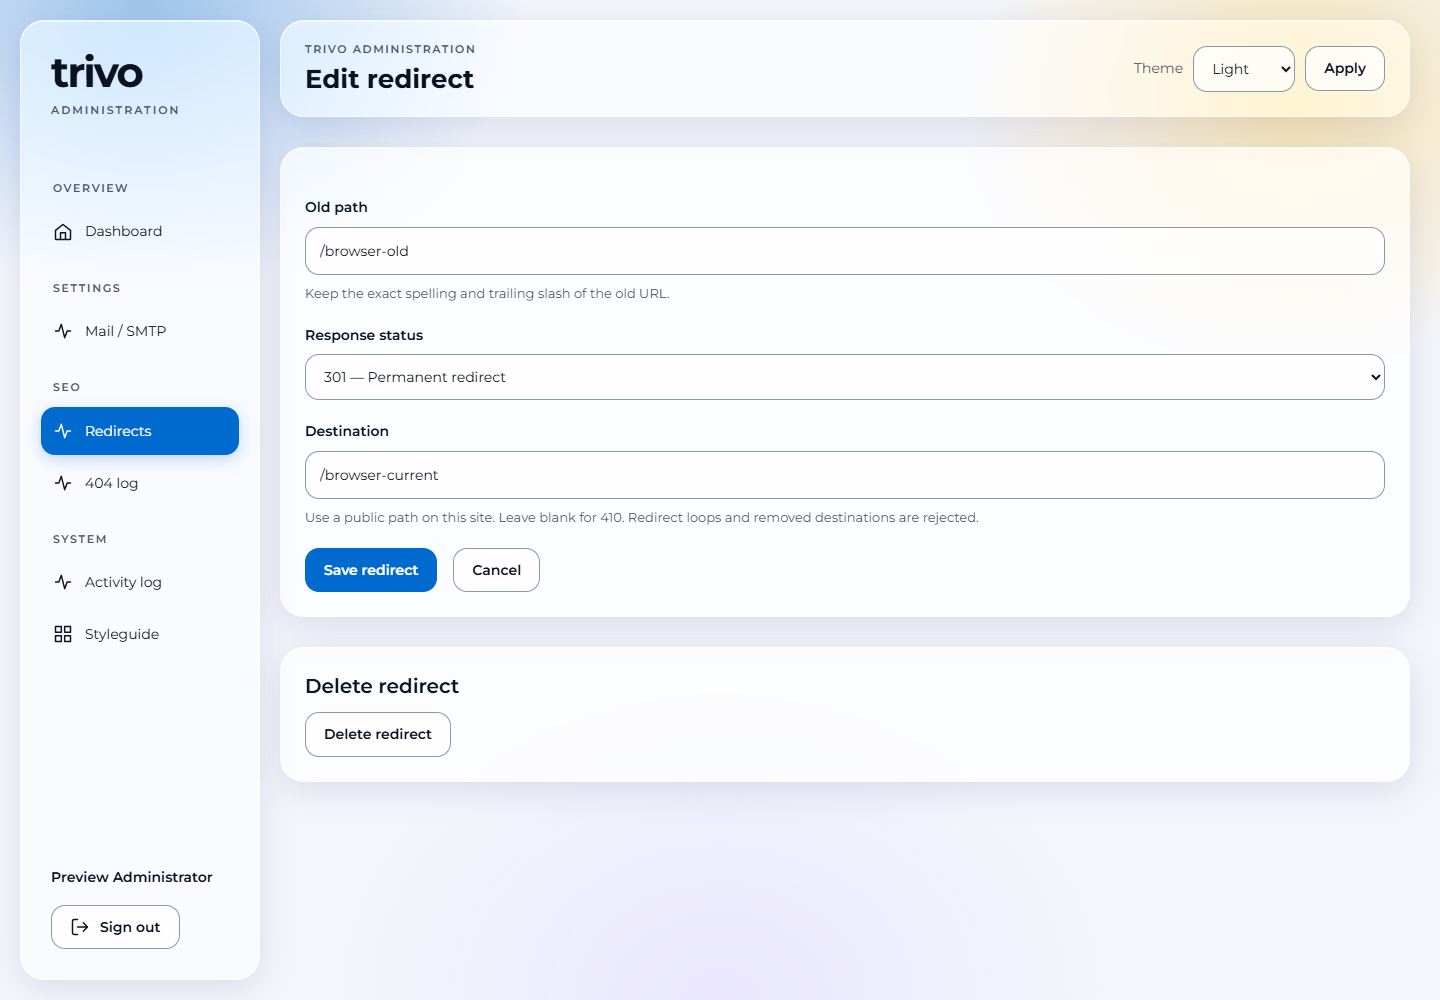 trivo
ADMINISTRATION
OVERVIEW
Dashboard
SETTINGS
Mail / SMTP
SEO
Redirects
404 log
SYSTEM
Activity log
Styleguide
Preview Administrator
Sign out
TRIVO ADMINISTRATION
Edit redirect
Theme
Light
Apply
Old path
/browser-old
Keep the exact spelling and trailing slash of the old URL.
Response status
301 — Permanent redirect
Destination
/browser-current
Use a public path on this site. Leave blank for 410. Redirect loops and removed destinations are rejected.
Save redirect
Cancel
Delete redirect
Delete redirect